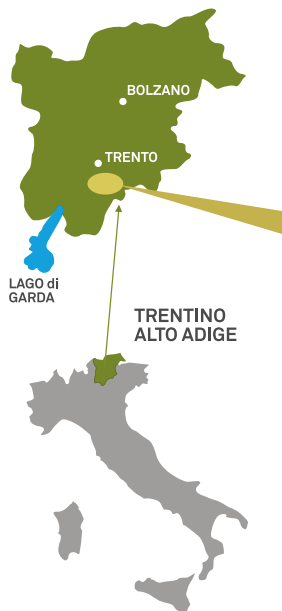 BOLZANO
TRENTO
LAGO di
GARDA
TRENTINO
ALTO ADIGE